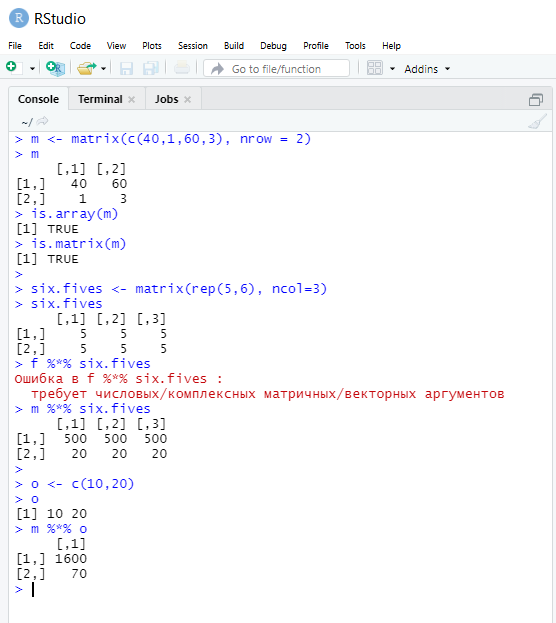 R RStudio
File Edit Code View Plots Session Build Debug Profile Tools Help
Go to file/function Addins
Console Terminal Jobs
~/
> m <- matrix(c(40,1,60,3), nrow = 2)
> m
     [,1] [,2]
[1,]   40   60
[2,]    1    3
> is.array(m)
[1] TRUE
> is.matrix(m)
[1] TRUE
>
> six.fives <- matrix(rep(5,6), ncol=3)
> six.fives
     [,1] [,2] [,3]
[1,]    5    5    5
[2,]    5    5    5
> f %*% six.fives
Ошибка в f %*% six.fives :
  требует числовых/комплексных матричных/векторных аргументов
> m %*% six.fives
     [,1] [,2] [,3]
[1,]  500  500  500
[2,]   20   20   20
>
> o <- c(10,20)
> o
[1] 10 20
> m %*% o
     [,1]
[1,] 1600
[2,]   70
>